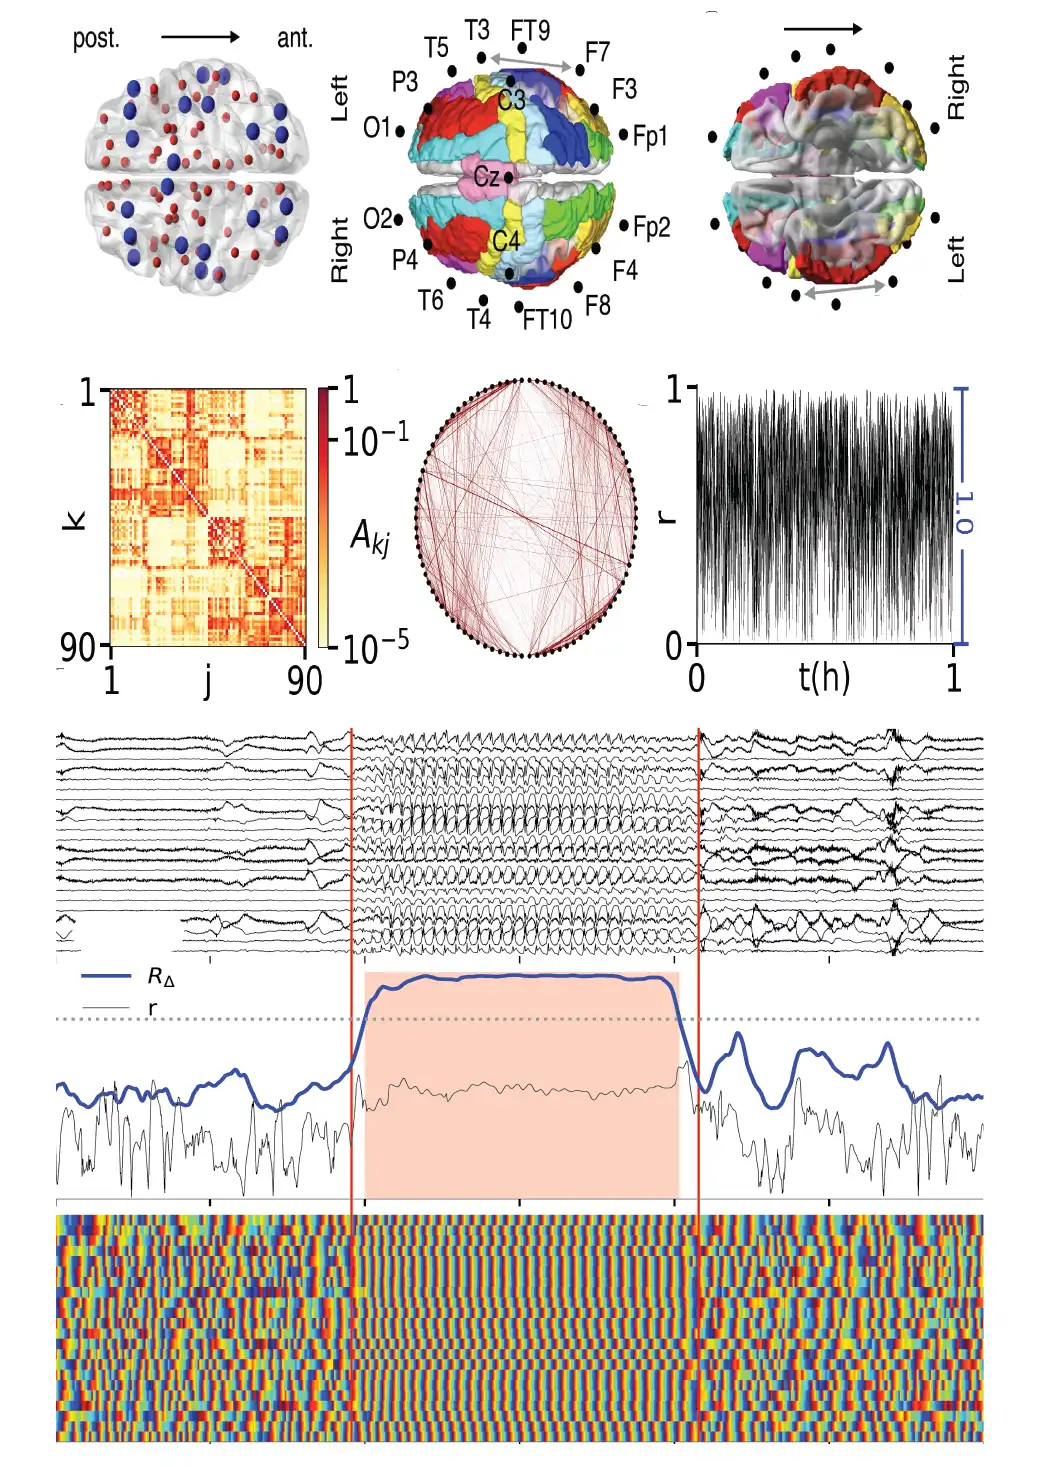 post. ant.
Left
Right
T3 FT9
T5 F7
P3 C3 F3
O1 Fp1
Cz
O2 Fp2
C4
P4 F4
T6 F8
T4 FT10
Right
Left
1
k
90
1 j 90
1
10⁻¹
A_kj
10⁻⁵
1
r
0
0 t(h) 1
1.0
R_Δ
r